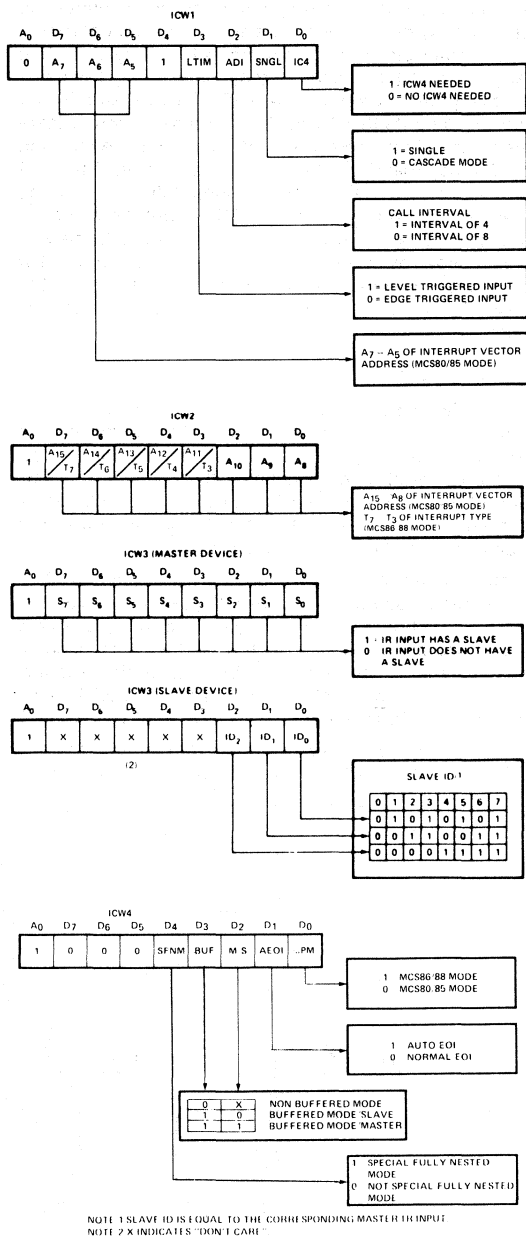 ICW1
A0 D7 D6 D5 D4 D3 D2 D1 D0
0 A7 A6 A5 1 LTIM ADI SNGL IC4
1 - ICW4 NEEDED
0 = NO ICW4 NEEDED
1 = SINGLE
0 = CASCADE MODE
CALL INTERVAL
1 = INTERVAL OF 4
0 = INTERVAL OF 8
1 = LEVEL TRIGGERED INPUT
0 = EDGE TRIGGERED INPUT
A7 - A5 OF INTERRUPT VECTOR
ADDRESS (MCS80/85 MODE)
ICW2
A0 D7 D6 D5 D4 D3 D2 D1 D0
1 A15/T7 A14/T6 A13/T5 A12/T4 A11/T3 A10 A9 A8
A15 A8 OF INTERRUPT VECTOR
ADDRESS (MCS80 85 MODE)
T7 T3 OF INTERRUPT TYPE
(MCS86 88 MODE)
ICW3 (MASTER DEVICE)
A0 D7 D6 D5 D4 D3 D2 D1 D0
1 S7 S6 S5 S4 S3 S2 S1 S0
1 - IR INPUT HAS A SLAVE
0 IR INPUT DOES NOT HAVE
A SLAVE
ICW3 (SLAVE DEVICE)
A0 D7 D6 D5 D4 D3 D2 D1 D0
1 X X X X X ID2 ID1 ID0
(2)
SLAVE ID(1
0 1 2 3 4 5 6 7
0 1 0 1 0 1 0 1
0 0 1 1 0 0 1 1
0 0 0 0 1 1 1 1
ICW4
A0 D7 D6 D5 D4 D3 D2 D1 D0
1 0 0 0 SFNM BUF M S AEOI PM
1 MCS86/88 MODE
0 MCS80.85 MODE
1 AUTO EOI
0 NORMAL EOI
0 X NON BUFFERED MODE
1 0 BUFFERED MODE/SLAVE
1 1 BUFFERED MODE/MASTER
1 SPECIAL FULLY NESTED
MODE
0 NOT SPECIAL FULLY NESTED
MODE
NOTE 1 SLAVE ID IS EQUAL TO THE CORRESPONDING MASTER IR INPUT
NOTE 2 X INDICATES "DON'T CARE"